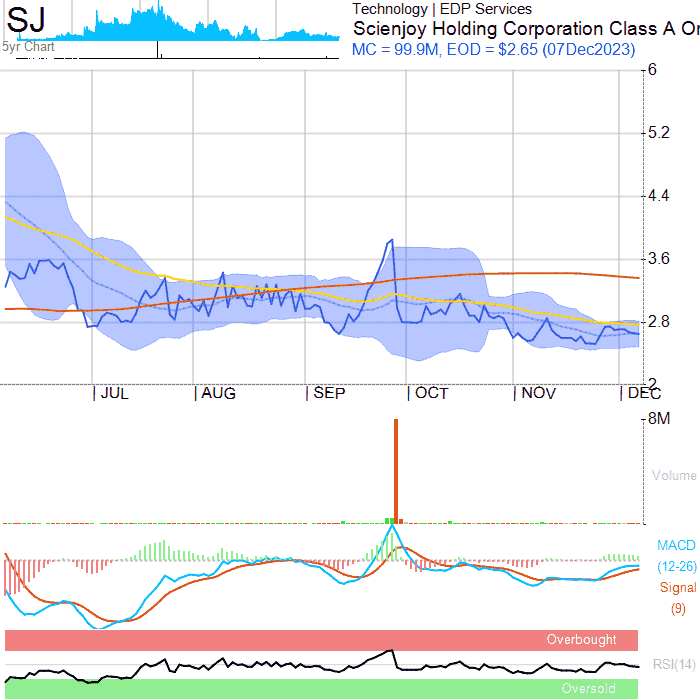 SJ
5yr Chart
Technology | EDP Services
Scienjoy Holding Corporation Class A Or
MC = 99.9M, EOD = $2.65 (07Dec2023)
6
5.2
4.4
3.6
2.8
2
JUL AUG SEP OCT NOV DEC
8M
Volume
MACD
(12-26)
Signal
(9)
Overbought
RSI(14)
Oversold